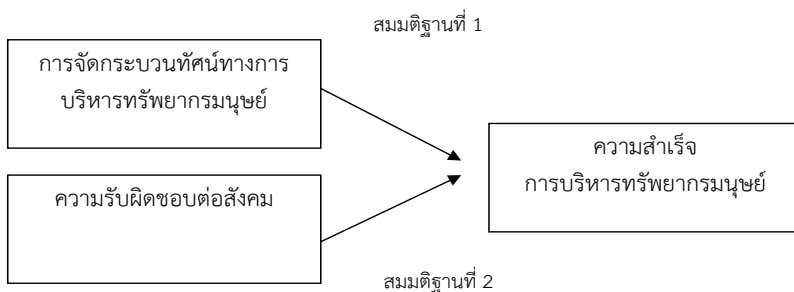 สมมติฐานที่ 1
การจัดกระบวนทัศน์ทางการ
บริหารทรัพยากรมนุษย์
ความสำเร็จ
การบริหารทรัพยากรมนุษย์
ความรับผิดชอบต่อสังคม
สมมติฐานที่ 2